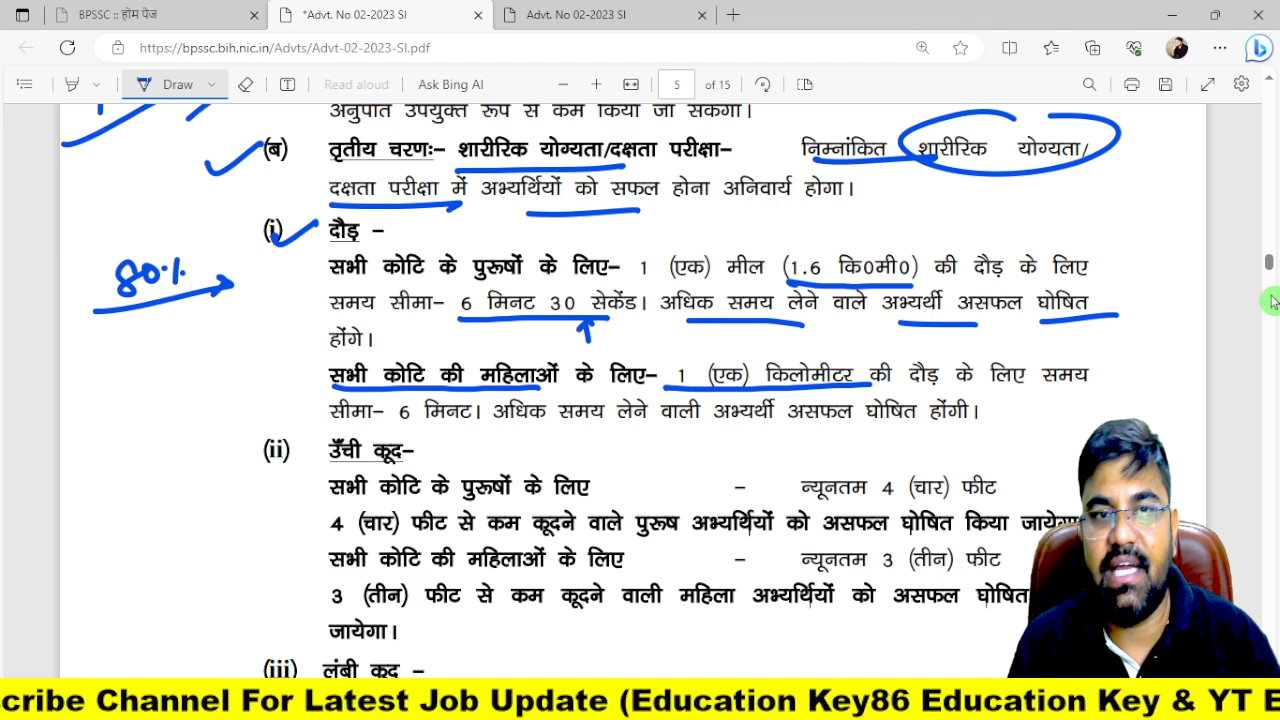 BPSSC :: होम पेज
*Advt. No 02-2023 SI
Advt. No 02-2023 SI
https://bpssc.bih.nic.in/Advts/Advt-02-2023-SI.pdf
Draw
Read aloud
Ask Bing AI
5 of 15
अनुपात उपयुक्त रूप से कम किया जा सकेगा।
(ब) तृतीय चरणः- शारीरिक योग्यता/दक्षता परीक्षा- निम्नांकित शारीरिक योग्यता/
दक्षता परीक्षा में अभ्यर्थियों को सफल होना अनिवार्य होगा।
(i) दौड़ -
80%
सभी कोटि के पुरूषों के लिए- 1 (एक) मील (1.6 कि0मी0) की दौड़ के लिए
समय सीमा- 6 मिनट 30 सेकेंड। अधिक समय लेने वाले अभ्यर्थी असफल घोषित
होंगे।
सभी कोटि की महिलाओं के लिए- 1 (एक) किलोमीटर की दौड़ के लिए समय
सीमा- 6 मिनट। अधिक समय लेने वाली अभ्यर्थी असफल घोषित होंगी।
(ii) उँची कूद-
सभी कोटि के पुरूषों के लिए - न्यूनतम 4 (चार) फीट
4 (चार) फीट से कम कूदने वाले पुरूष अभ्यर्थियों को असफल घोषित किया जायेगा
सभी कोटि की महिलाओं के लिए - न्यूनतम 3 (तीन) फीट
3 (तीन) फीट से कम कूदने वाली महिला अभ्यर्थियों को असफल घोषित
जायेगा।
(iii) लंबी कूद -
cribe Channel For Latest Job Update (Education Key86 Education Key & YT E